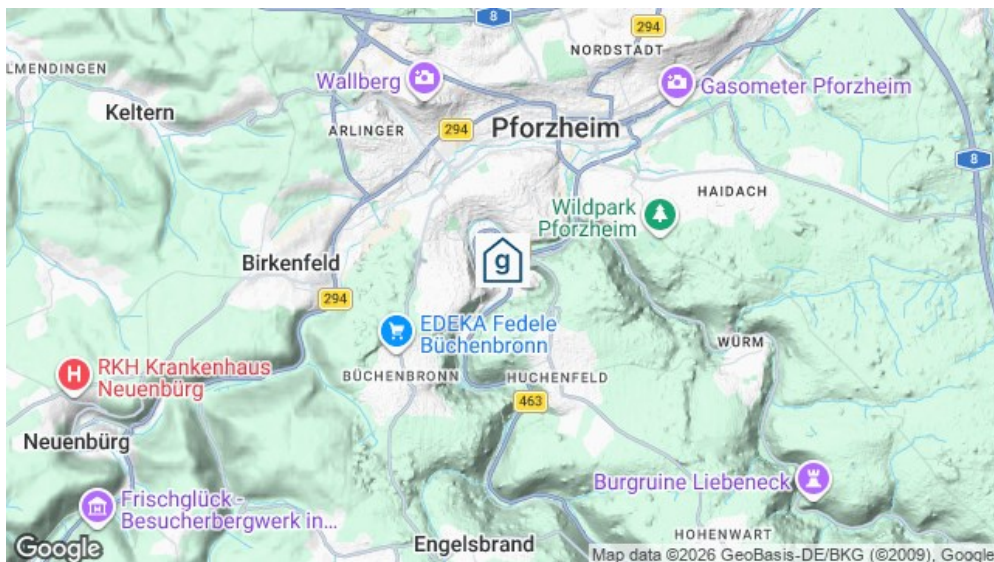 8
294
NORDSTADT
LMENDINGEN
Wallberg
Gasometer Pforzheim
Keltern
ARLINGER
294
Pforzheim
8
HAIDACH
Wildpark
Pforzheim
Birkenfeld
g
294
EDEKA Fedele
Büchenbronn
WÜRM
H
RKH Krankenhaus
Neuenbürg
BÜCHENBRONN
HUCHENFELD
463
Neuenbürg
Burgruine Liebeneck
Frischglück -
Besucherbergwerk in...
HOHENWART
Engelsbrand
Google
Map data ©2026 GeoBasis-DE/BKG (©2009), Google